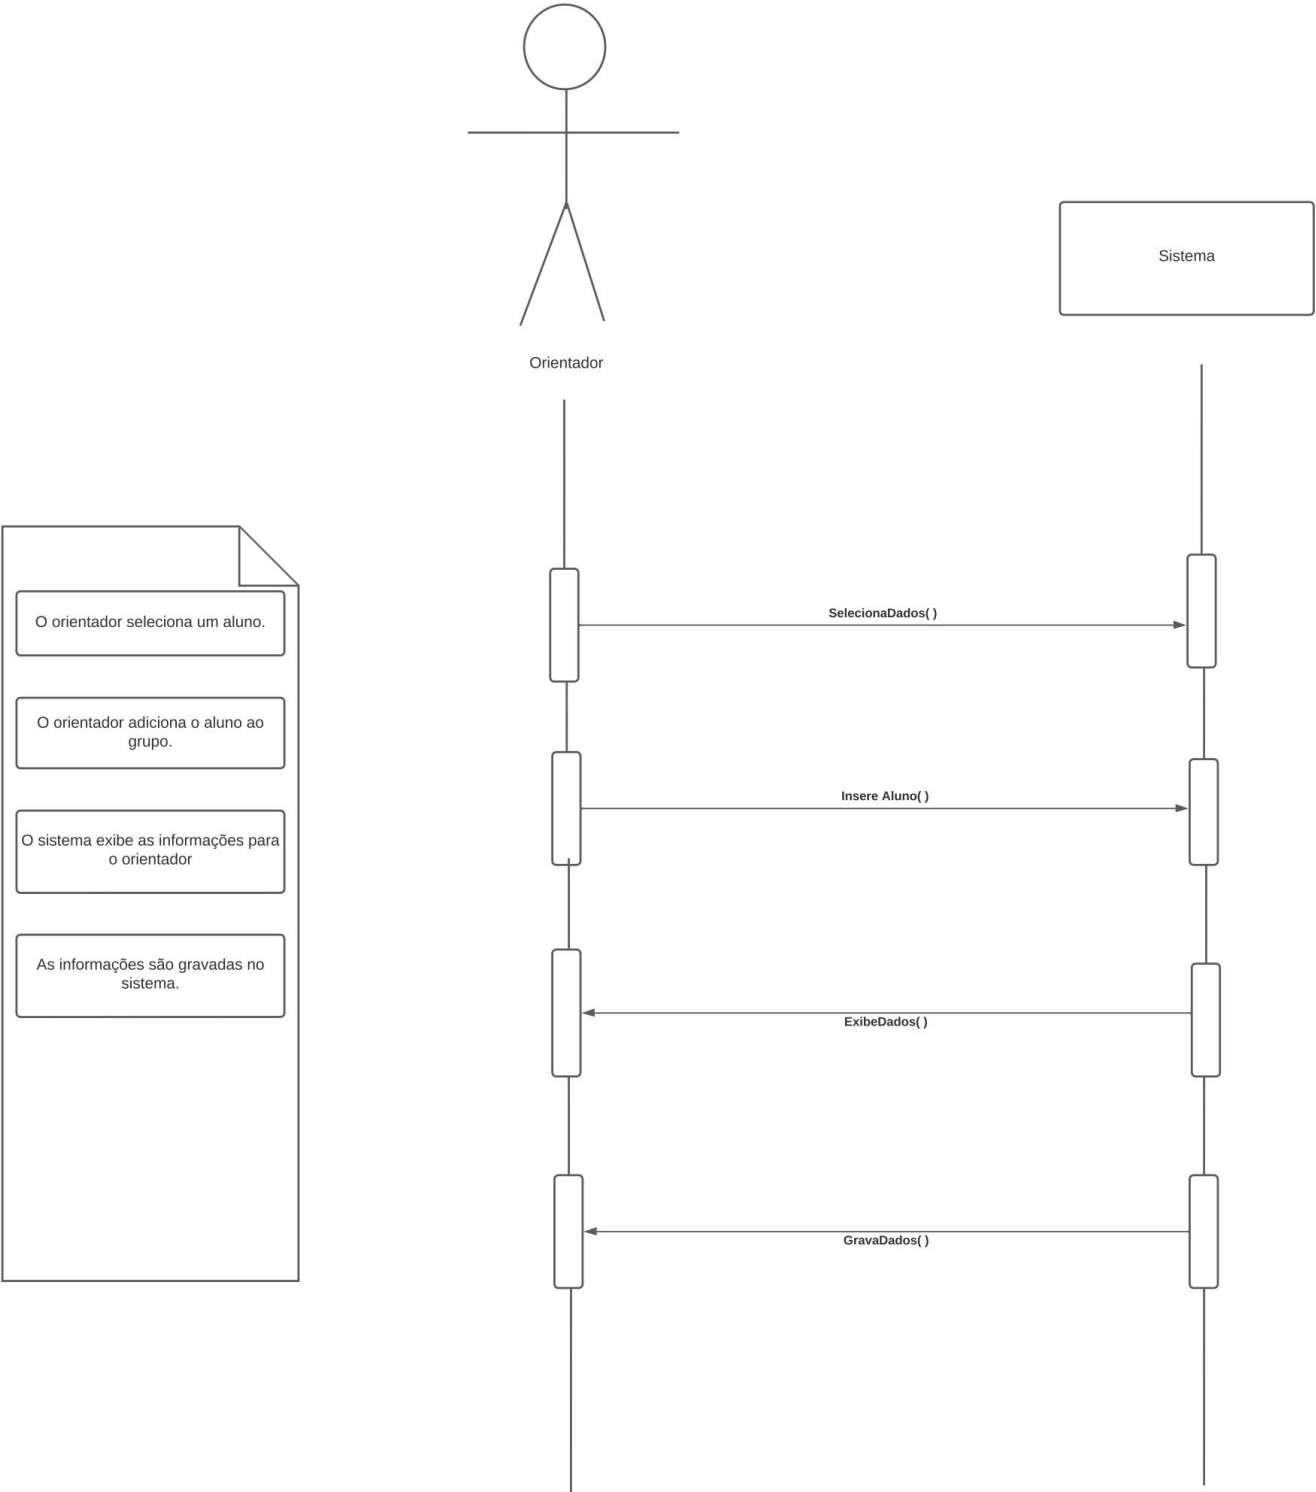 Sistema
Orientador
O orientador seleciona um aluno.
O orientador adiciona o aluno ao
grupo.
O sistema exibe as informações para
o orientador
As informações são gravadas no
sistema.
SelecionaDados( )
Insere Aluno( )
ExibeDados( )
GravaDados( )